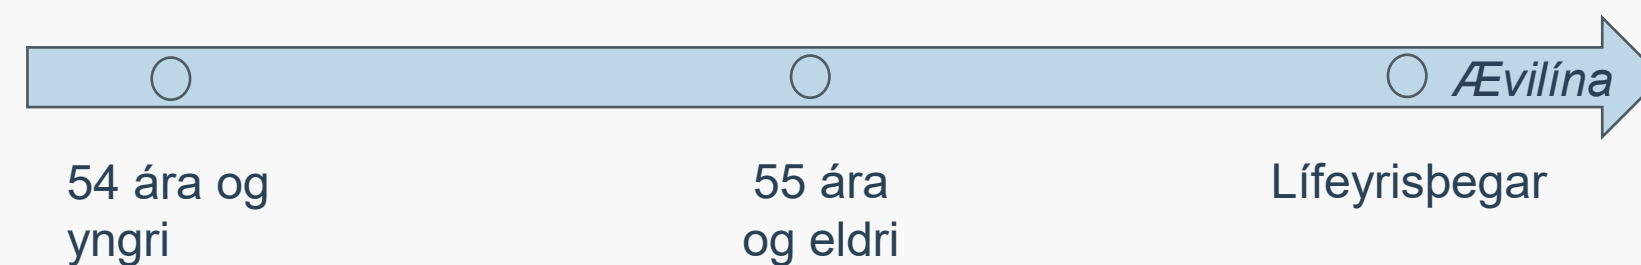 Ævilína
54 ára og
yngri
55 ára
og eldri
Lífeyrisþegar